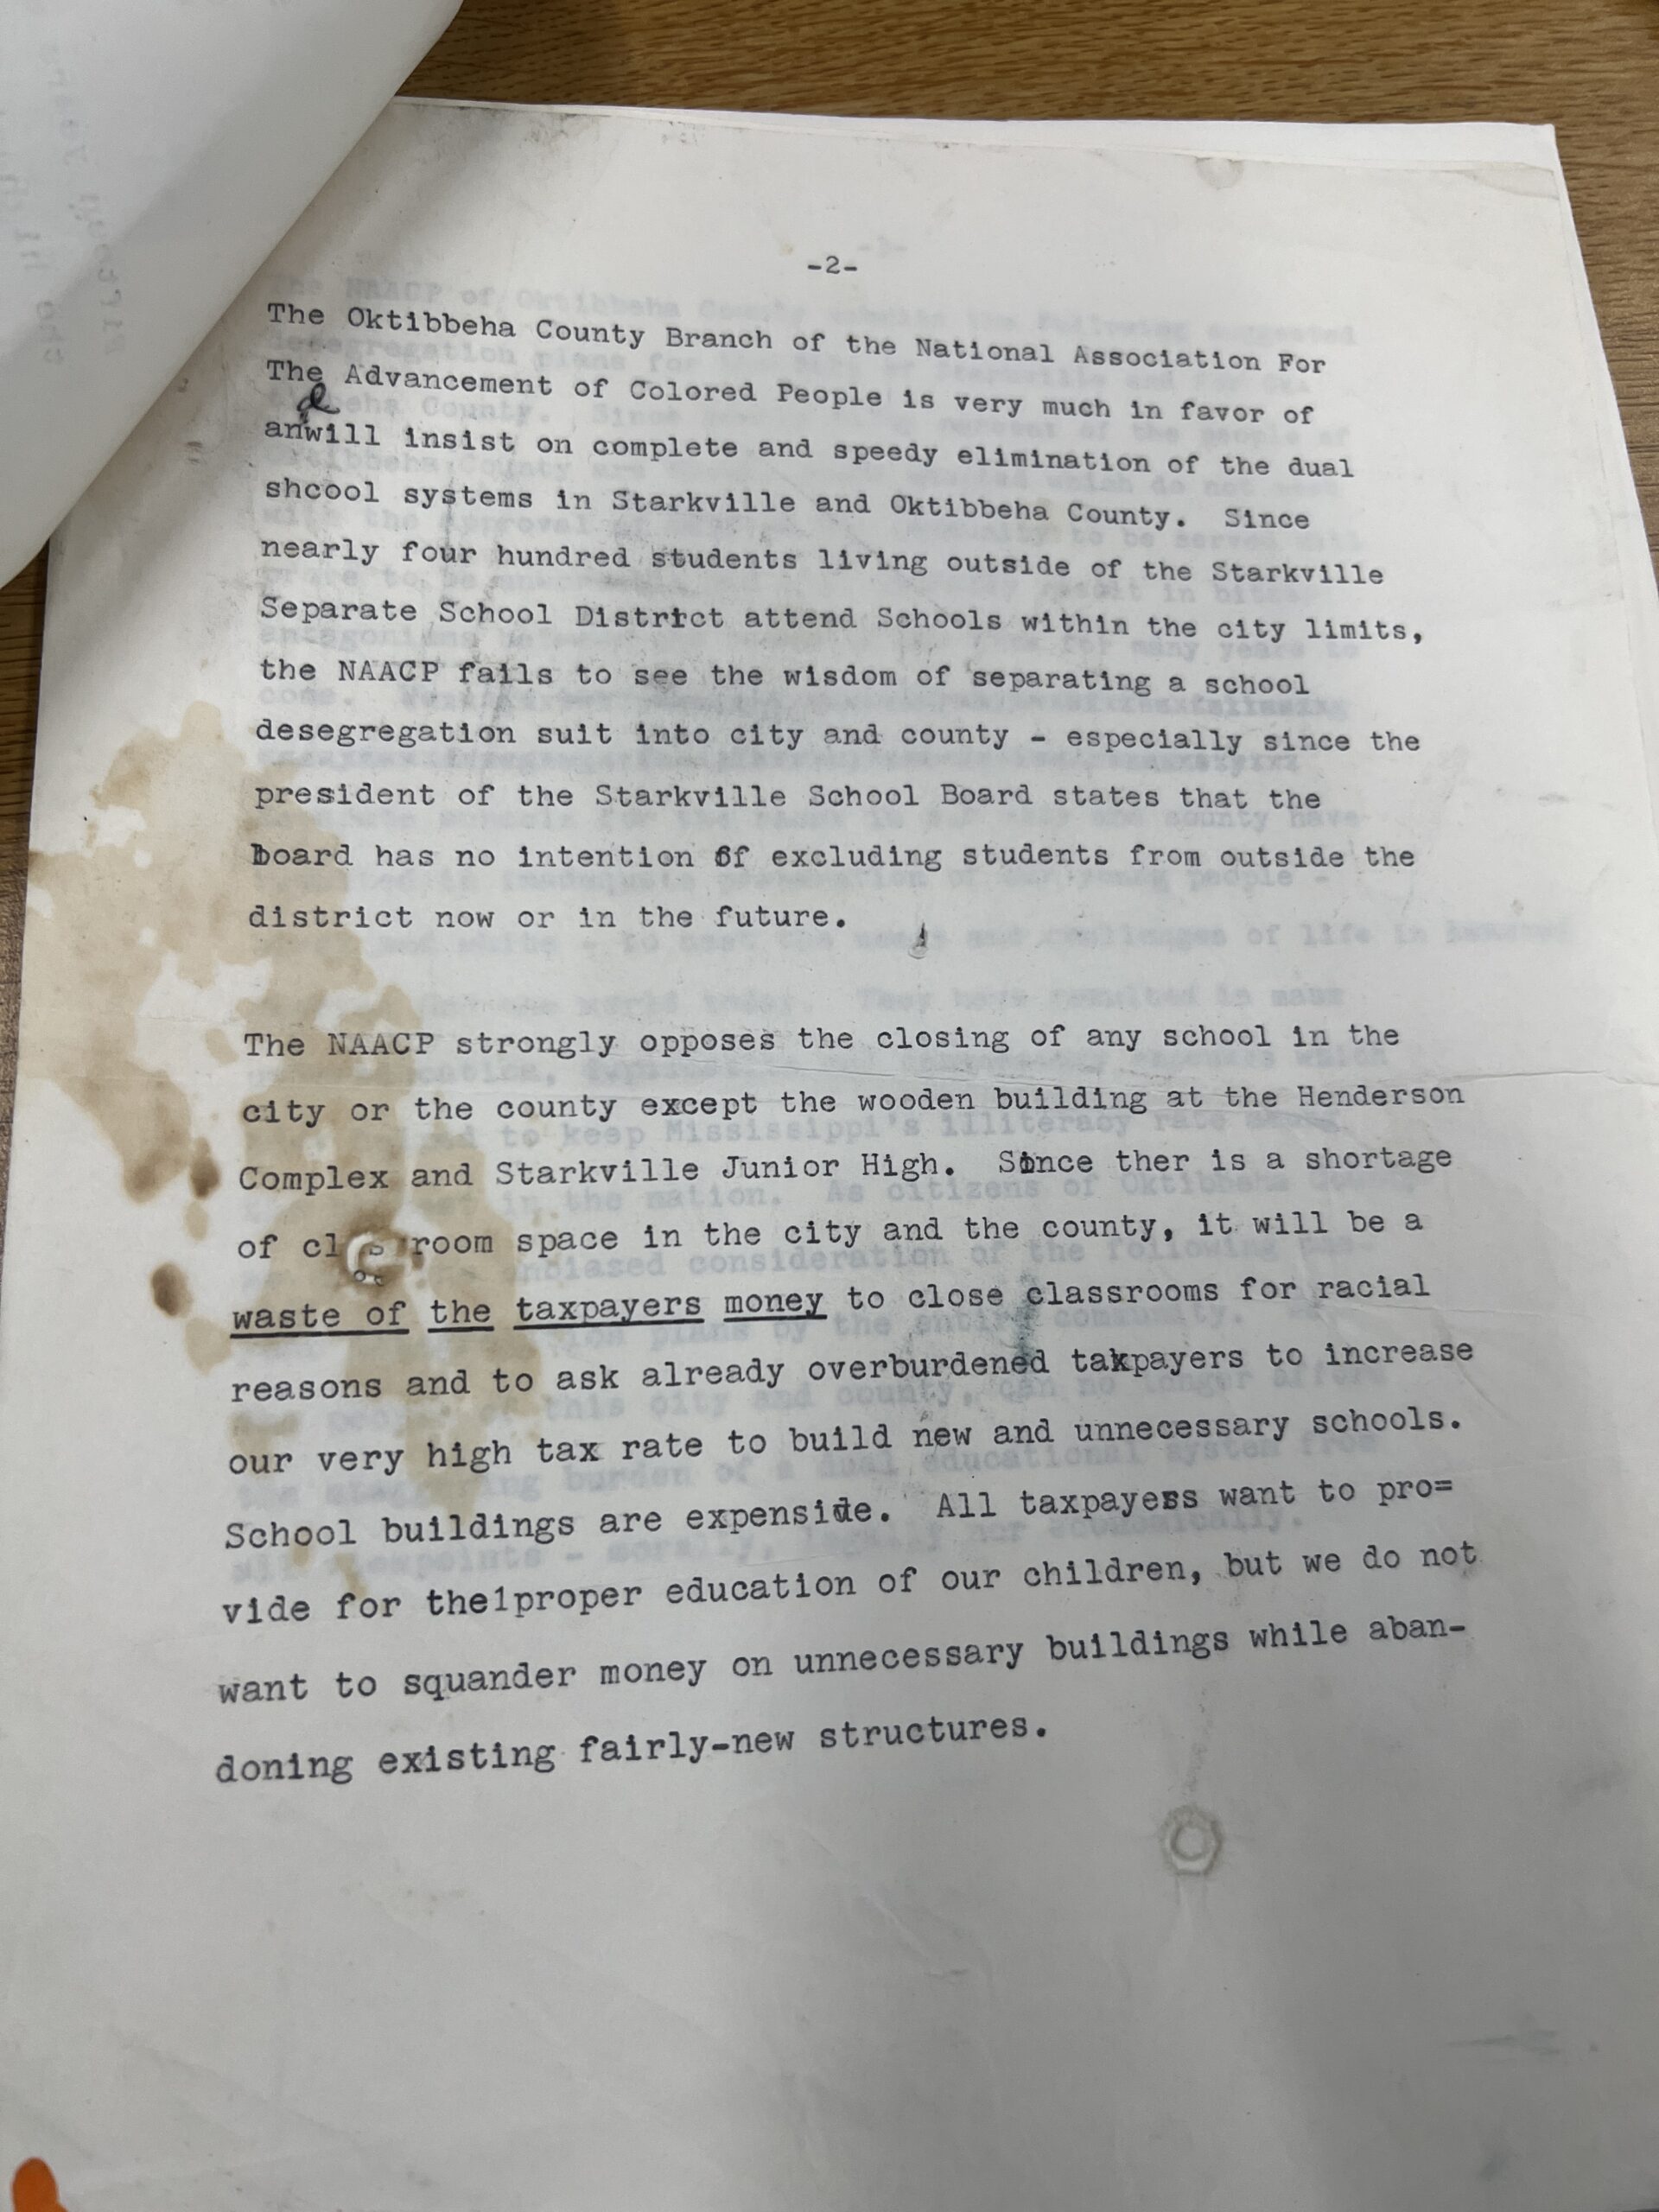 -2-
The Oktibbeha County Branch of the National Association For
The Advancement of Colored People is very much in favor of
d
anwill insist on complete and speedy elimination of the dual
shcool systems in Starkville and Oktibbeha County. Since
nearly four hundred students living outside of the Starkville
Separate School District attend Schools within the city limits,
the NAACP fails to see the wisdom of separating a school
desegregation suit into city and county - especially since the
president of the Starkville School Board states that the
board has no intention of excluding students from outside the
district now or in the future.
The NAACP strongly opposes the closing of any school in the
city or the county except the wooden building at the Henderson
Complex and Starkville Junior High. Since ther is a shortage
of cl s room space in the city and the county, it will be a
waste of the taxpayers money to close classrooms for racial
reasons and to ask already overburdened taxpayers to increase
our very high tax rate to build new and unnecessary schools.
School buildings are expenside. All taxpayers want to pro=
vide for the1proper education of our children, but we do not
want to squander money on unnecessary buildings while aban-
doning existing fairly-new structures.